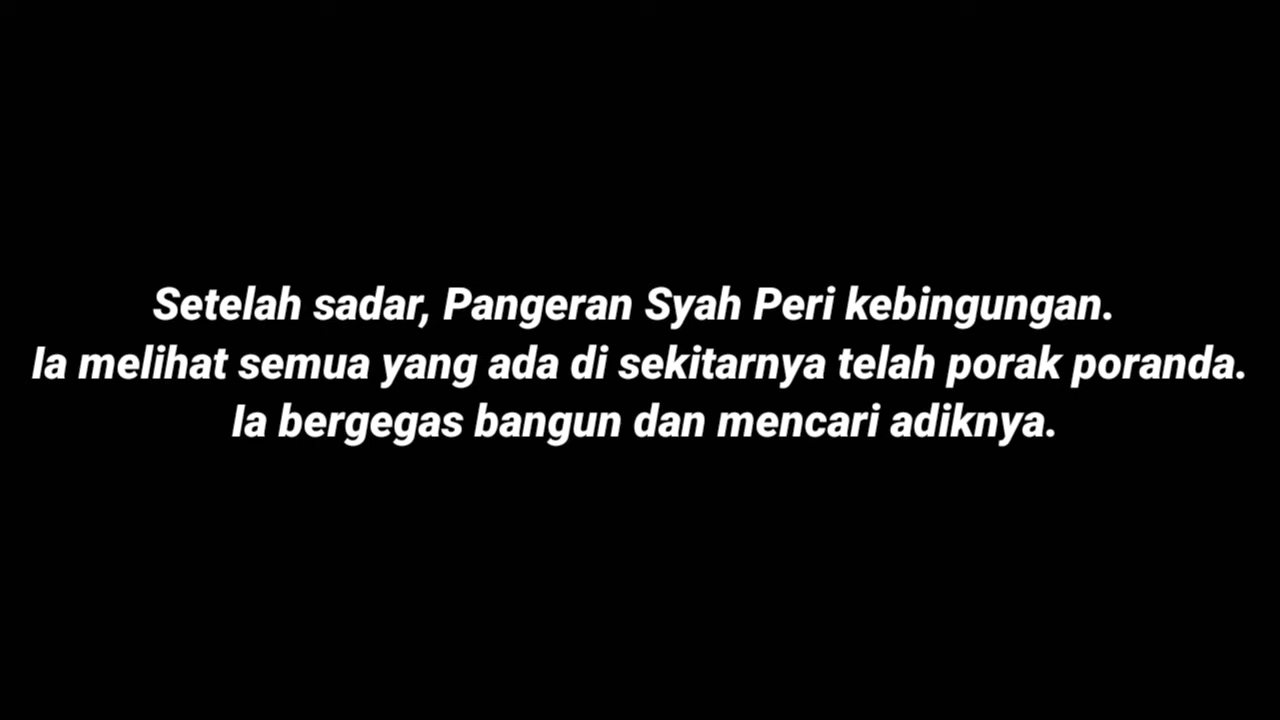 Setelah sadar, Pangeran Syah Peri kebingungan.
Ia melihat semua yang ada di sekitarnya telah porak poranda.
Ia bergegas bangun dan mencari adiknya.